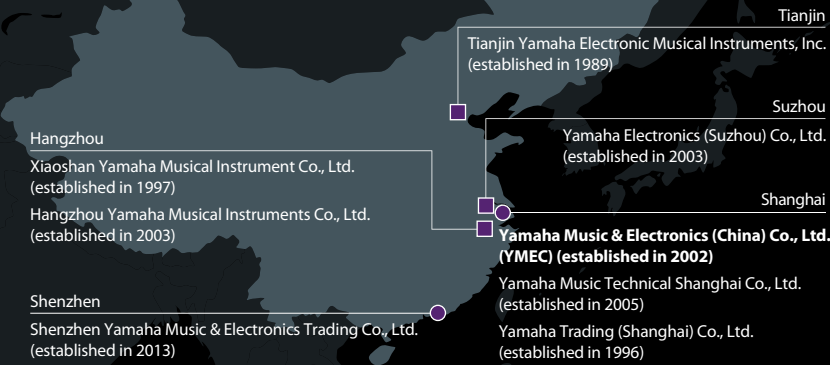 Tianjin
Tianjin Yamaha Electronic Musical Instruments, Inc.
(established in 1989)
Suzhou
Yamaha Electronics (Suzhou) Co., Ltd.
(established in 2003)
Hangzhou
Xiaoshan Yamaha Musical Instrument Co., Ltd.
(established in 1997)
Hangzhou Yamaha Musical Instruments Co., Ltd.
(established in 2003)
Shanghai
Yamaha Music & Electronics (China) Co., Ltd.
(YMEC) (established in 2002)
Yamaha Music Technical Shanghai Co., Ltd.
(established in 2005)
Yamaha Trading (Shanghai) Co., Ltd.
(established in 1996)
Shenzhen
Shenzhen Yamaha Music & Electronics Trading Co., Ltd.
(established in 2013)